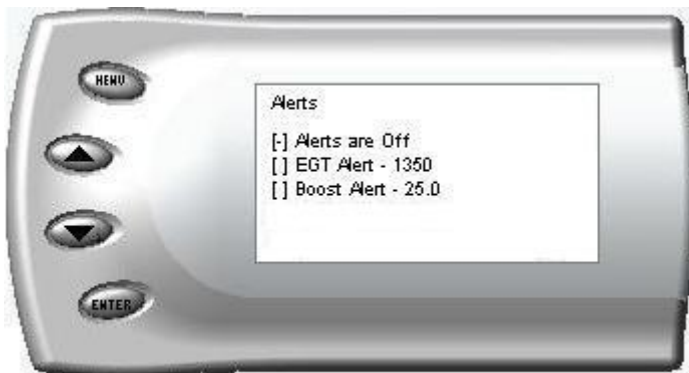 MENU
Alerts
[-] Alerts are Off
[ ] EGT Alert - 1350
[ ] Boost Alert - 25.0
ENTER